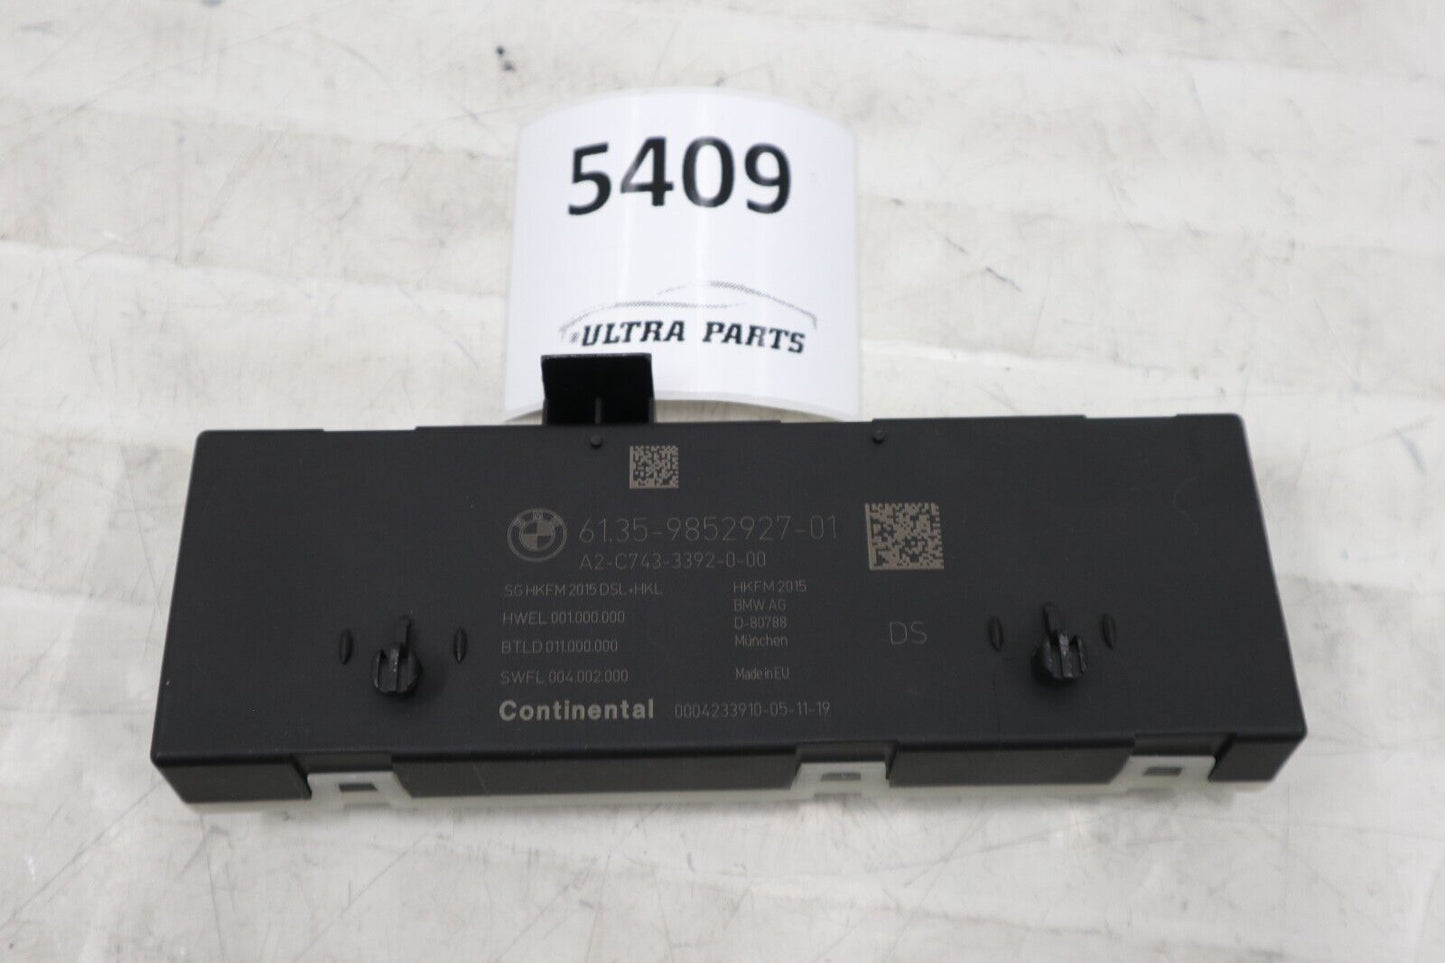 5409
ULTRA PARTS
BMW
61.35-9852927-01
A2-C743-3392-0-00
SG HKFM 2015 DSL+HKL
HWEL 001.000.000
BTLD 011.000.000
SWFL 004.002.000
HKFM 2015
BMW AG
D-80788
München
Made in EU
DS
Continental 0004233910-05-11-19